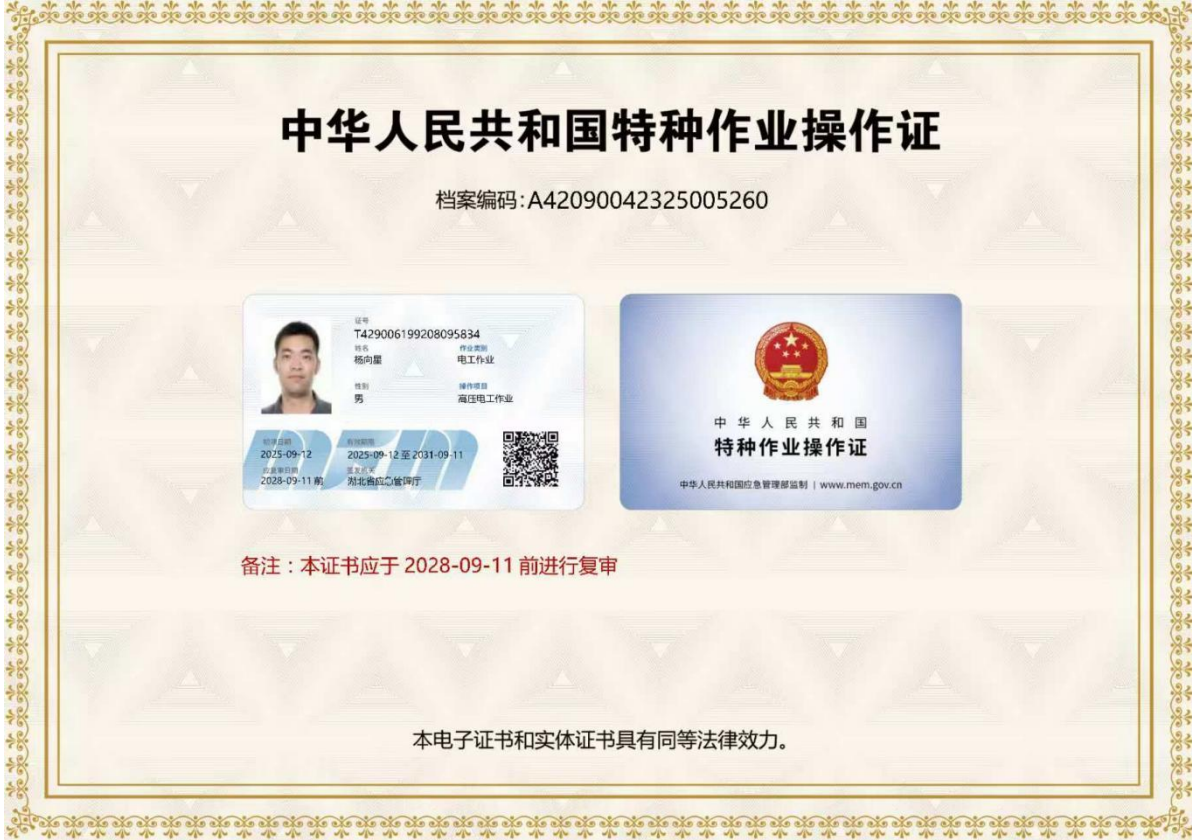 中华人民共和国特种作业操作证
档案编码:A42090042325005260
证号
T429006199208095834
姓名
杨向星
作业类别
电工作业
性别
男
操作项目
高压电工作业
初领日期
2025-09-12
有效期限
2025-09-12 至 2031-09-11
应复审日期
2028-09-11 前
签发机关
湖北省应急管理厅
中华人民共和国
特种作业操作证
中华人民共和国应急管理部监制 | www.mem.gov.cn
备注：本证书应于 2028-09-11 前进行复审
本电子证书和实体证书具有同等法律效力。